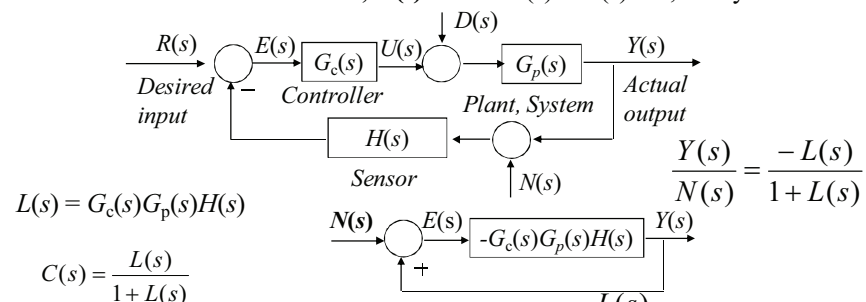 D(s)
R(s) E(s) U(s) Y(s)
G_c(s) G_p(s)
Desired input − Controller Plant, System Actual output
H(s)
Sensor N(s)
Y(s)/N(s) = −L(s)/(1 + L(s))
L(s) = G_c(s)G_p(s)H(s)
N(s) E(s) -G_c(s)G_p(s)H(s) Y(s)
+
C(s) = L(s)/(1 + L(s))